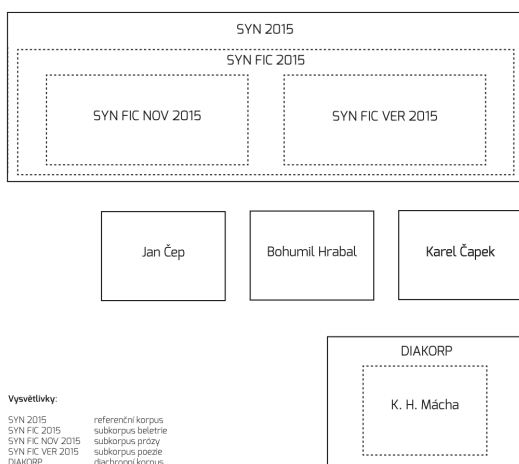 SYN 2015
SYN FIC 2015
SYN FIC NOV 2015 SYN FIC VER 2015
Jan Čep Bohumil Hrabal Karel Čapek
DIAKORP
K. H. Mácha
Vysvětlivky:
SYN 2015 referenční korpus
SYN FIC 2015 subkorpus beletrie
SYN FIC NOV 2015 subkorpus prózy
SYN FIC VER 2015 subkorpus poezie
DIAKORP diachronní korpus